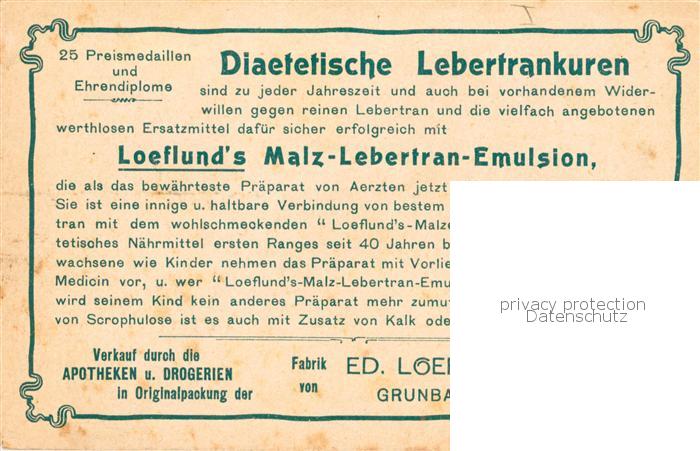 25 Preismedaillen
und
Ehrendiplome
Diaetetische Lebertrankuren
sind zu jeder Jahreszeit und auch bei vorhandenem Wider-
willen gegen reinen Lebertran und die vielfach angebotenen
werthlosen Ersatzmittel dafür sicher erfolgreich mit
Loeflund's Malz-Lebertran-Emulsion,
die als das bewährteste Präparat von Aerzten jetzt
Sie ist eine innige u. haltbare Verbindung von bestem
tran mit dem wohlschmeckenden “ Loeflund's-Malz
tetisches Nährmittel ersten Ranges seit 40 Jahren b
wachsene wie Kinder nehmen das Präparat mit Vorlie
Medicin vor, u. wer “ Loeflund's-Malz-Lebertran-Emu
wird seinem Kind kein anderes Präparat mehr zumu
von Scrophulose ist es auch mit Zusatz von Kalk ode
Verkauf durch die
APOTHEKEN u. DROGERIEN
in Originalpackung der
Fabrik
von
ED. LOEF
GRUNBA
privacy protection
Datenschutz